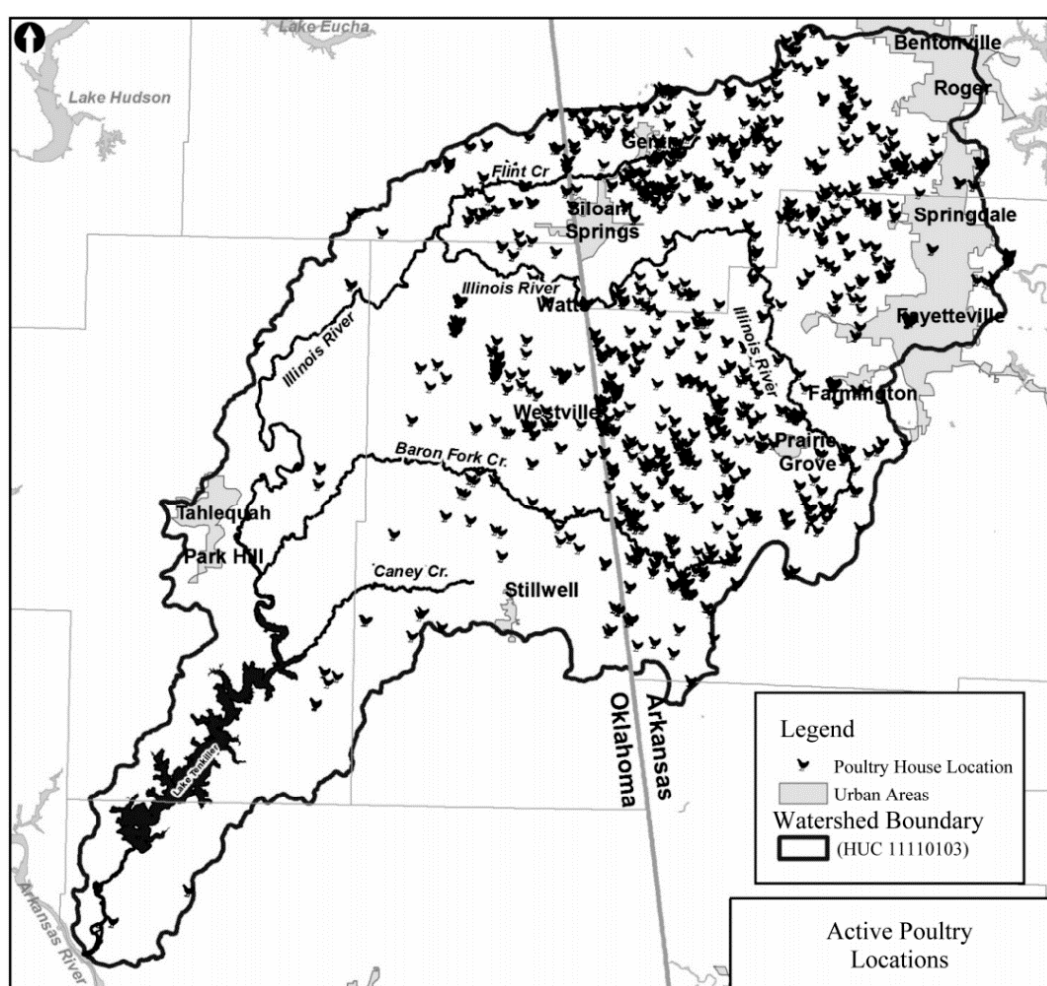 Lake Eucha
Bentonville
Roger
Lake Hudson
Gen
Flint Cr
Siloam
Springs
Springdale
Illinois River
Watts
Illinois River
Illinois River
Fayetteville
Farmington
Westville
Prairie
Grove
Baron Fork Cr.
Tahlequah
Park Hill
Caney Cr.
Stillwell
Arkansas
Oklahoma
Lake Tenkiller
Arkansas River
Legend
Poultry House Location
Urban Areas
Watershed Boundary
(HUC 11110103)
Active Poultry
Locations